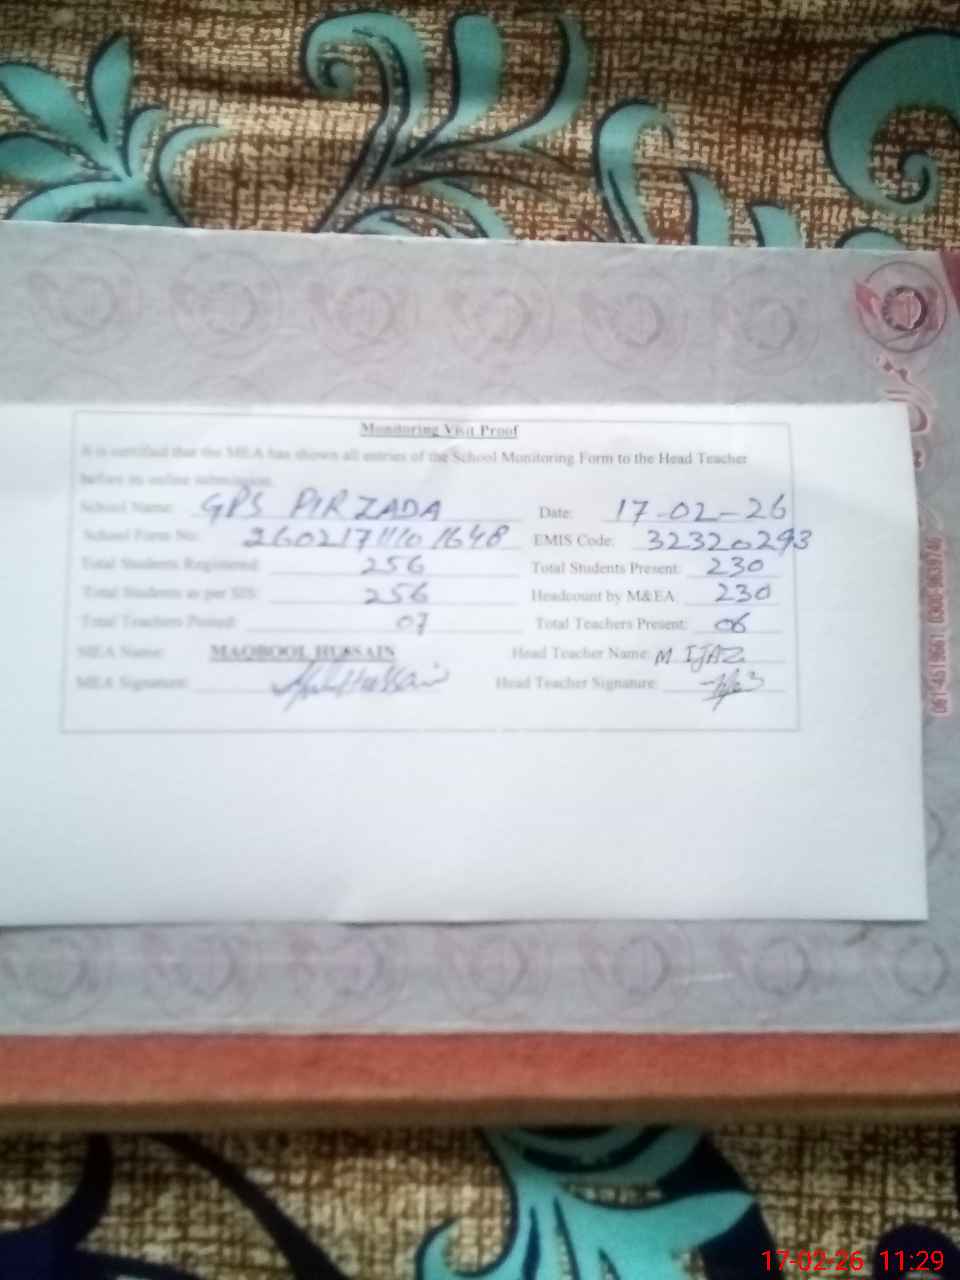 Monitoring Visit Proof
It is certified that the MEA has shown all entries of the School Monitoring Form to the Head Teacher
before its online submission.
School Name: GPS PIRZADA Date: 17-02-26
School Form No: EMIS Code: 32320293
Total Students Registered: 256 Total Students Present: 230
Total Students as per SIS: 256 Headcount by M&EA: 230
Total Teachers Posted: 07 Total Teachers Present: 06
MEA Name: MAQBOOL HUSSAIN Head Teacher Name: M IJAZ
MEA Signature: Head Teacher Signature:
17-02-26 11:29